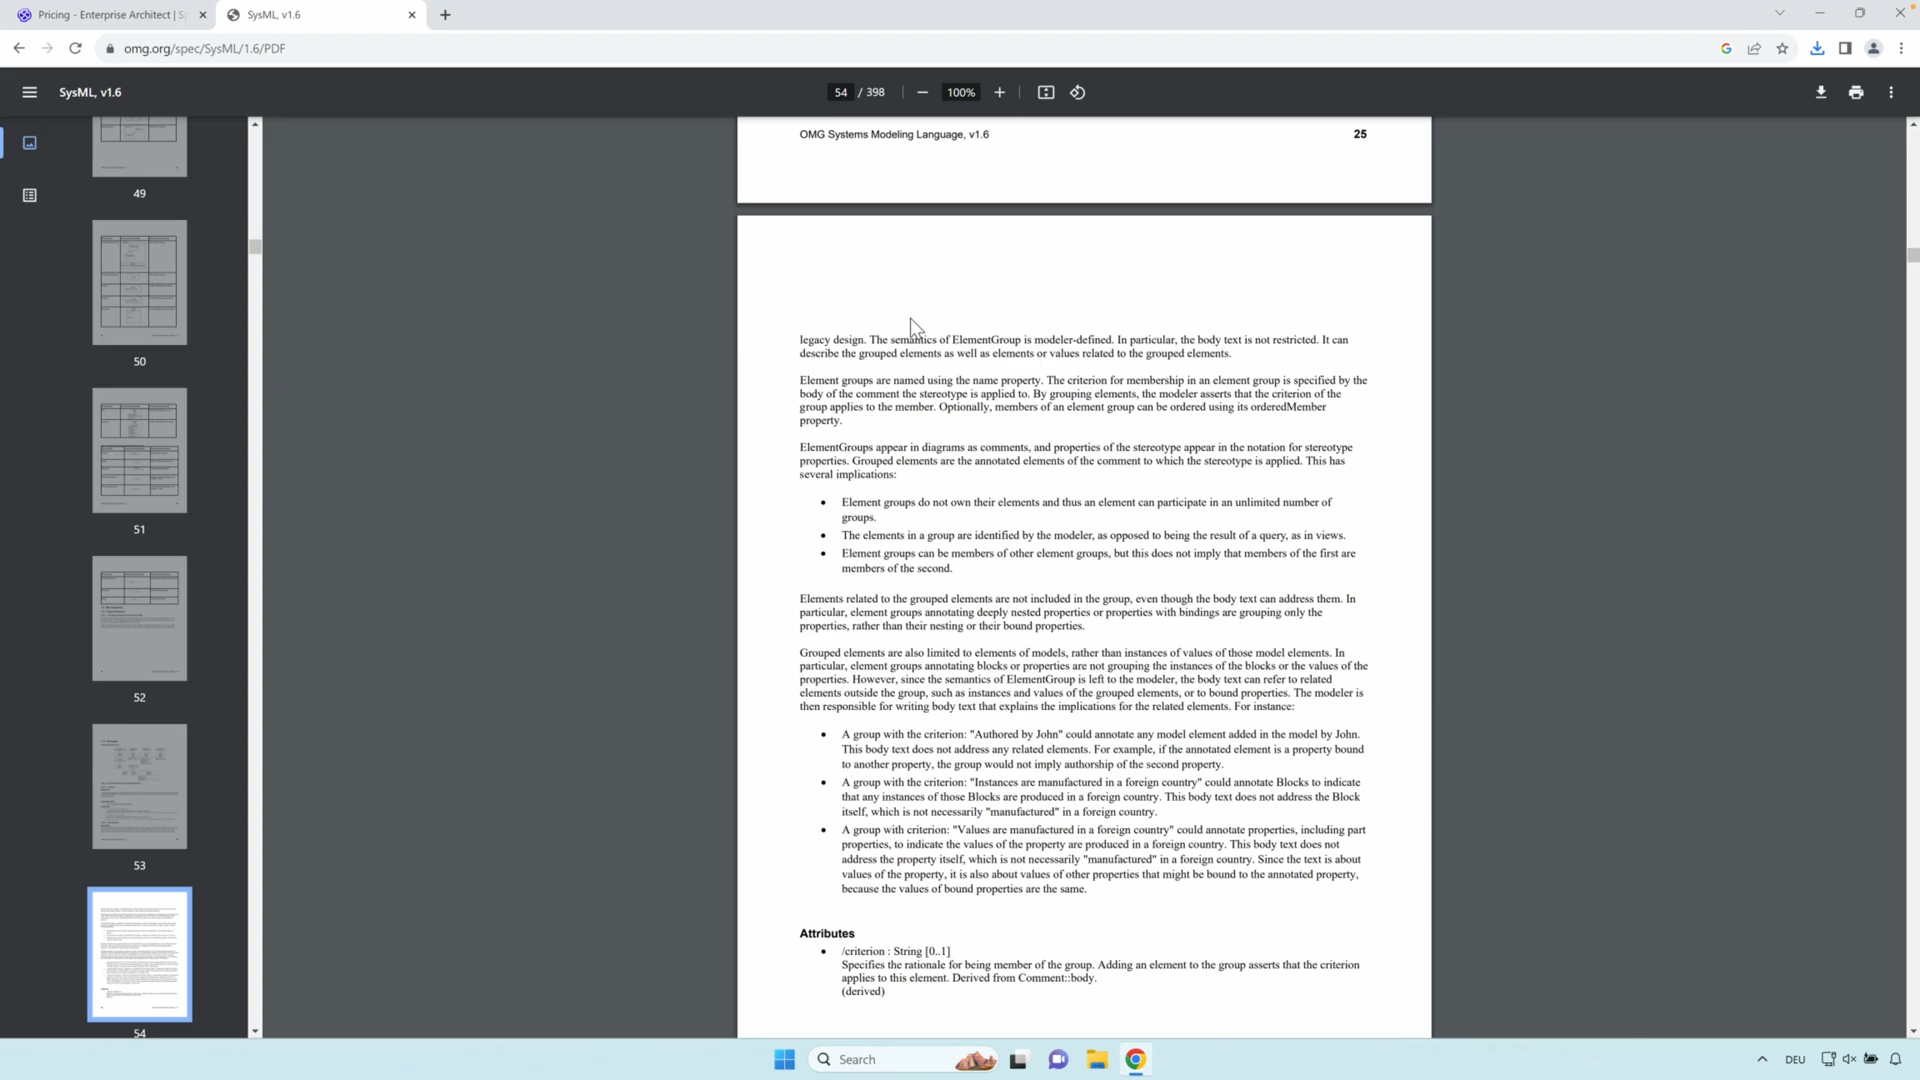 Pricing - Enterprise Architect | S
SysML, v1.6
omg.org/spec/SysML/1.6/PDF
SysML, v1.6
54 / 398
100%
49
50
51
52
53
54
OMG Systems Modeling Language, v1.6 25
legacy design. The semantics of ElementGroup is modeler-defined. In particular, the body text is not restricted. It can
describe the grouped elements as well as elements or values related to the grouped elements.
Element groups are named using the name property. The criterion for membership in an element group is specified by the
body of the comment the stereotype is applied to. By grouping elements, the modeler asserts that the criterion of the
group applies to the member. Optionally, members of an element group can be ordered using its orderedMember
property.
ElementGroups appear in diagrams as comments, and properties of the stereotype appear in the notation for stereotype
properties. Grouped elements are the annotated elements of the comment to which the stereotype is applied. This has
several implications:
• Element groups do not own their elements and thus an element can participate in an unlimited number of
groups.
• The elements in a group are identified by the modeler, as opposed to being the result of a query, as in views.
• Element groups can be members of other element groups, but this does not imply that members of the first are
members of the second.
Elements related to the grouped elements are not included in the group, even though the body text can address them. In
particular, element groups annotating deeply nested properties or properties with bindings are grouping only the
properties, rather than their nesting or their bound properties.
Grouped elements are also limited to elements of models, rather than instances of values of those model elements. In
particular, element groups annotating blocks or properties are not grouping the instances of the blocks or the values of the
properties. However, since the semantics of ElementGroup is left to the modeler, the body text can refer to related
elements outside the group, such as instances and values of the grouped elements, or to bound properties. The modeler is
then responsible for writing body text that explains the implications for the related elements. For instance:
• A group with the criterion: "Authored by John" could annotate any model element added in the model by John.
This body text does not address any related elements. For example, if the annotated element is a property bound
to another property, the group would not imply authorship of the second property.
• A group with the criterion: "Instances are manufactured in a foreign country" could annotate Blocks to indicate
that any instances of those Blocks are produced in a foreign country. This body text does not address the Block
itself, which is not necessarily "manufactured" in a foreign country.
• A group with criterion: "Values are manufactured in a foreign country" could annotate properties, including part
properties, to indicate the values of the property are produced in a foreign country. This body text does not
address the property itself, which is not necessarily "manufactured" in a foreign country. Since the text is about
values of the property, it is also about values of other properties that might be bound to the annotated property,
because the values of bound properties are the same.
Attributes
• /criterion : String [0..1]
Specifies the rationale for being member of the group. Adding an element to the group asserts that the criterion
applies to this element. Derived from Comment::body.
(derived)
Search
DEU